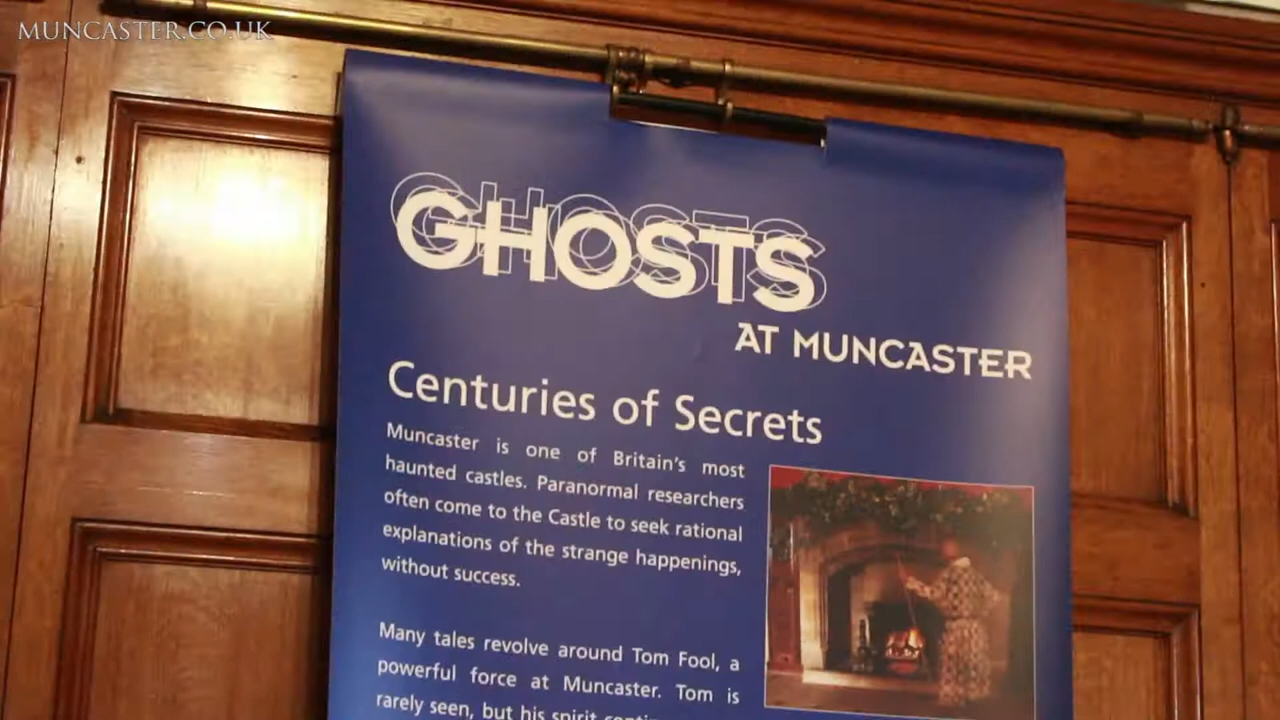 MUNCASTER.CO.UK
GHOSTS
AT MUNCASTER
Centuries of Secrets
Muncaster is one of Britain's most
haunted castles. Paranormal researchers
often come to the Castle to seek rational
explanations of the strange happenings,
without success.
Many tales revolve around Tom Fool, a
powerful force at Muncaster. Tom is
rarely seen, but his spirit